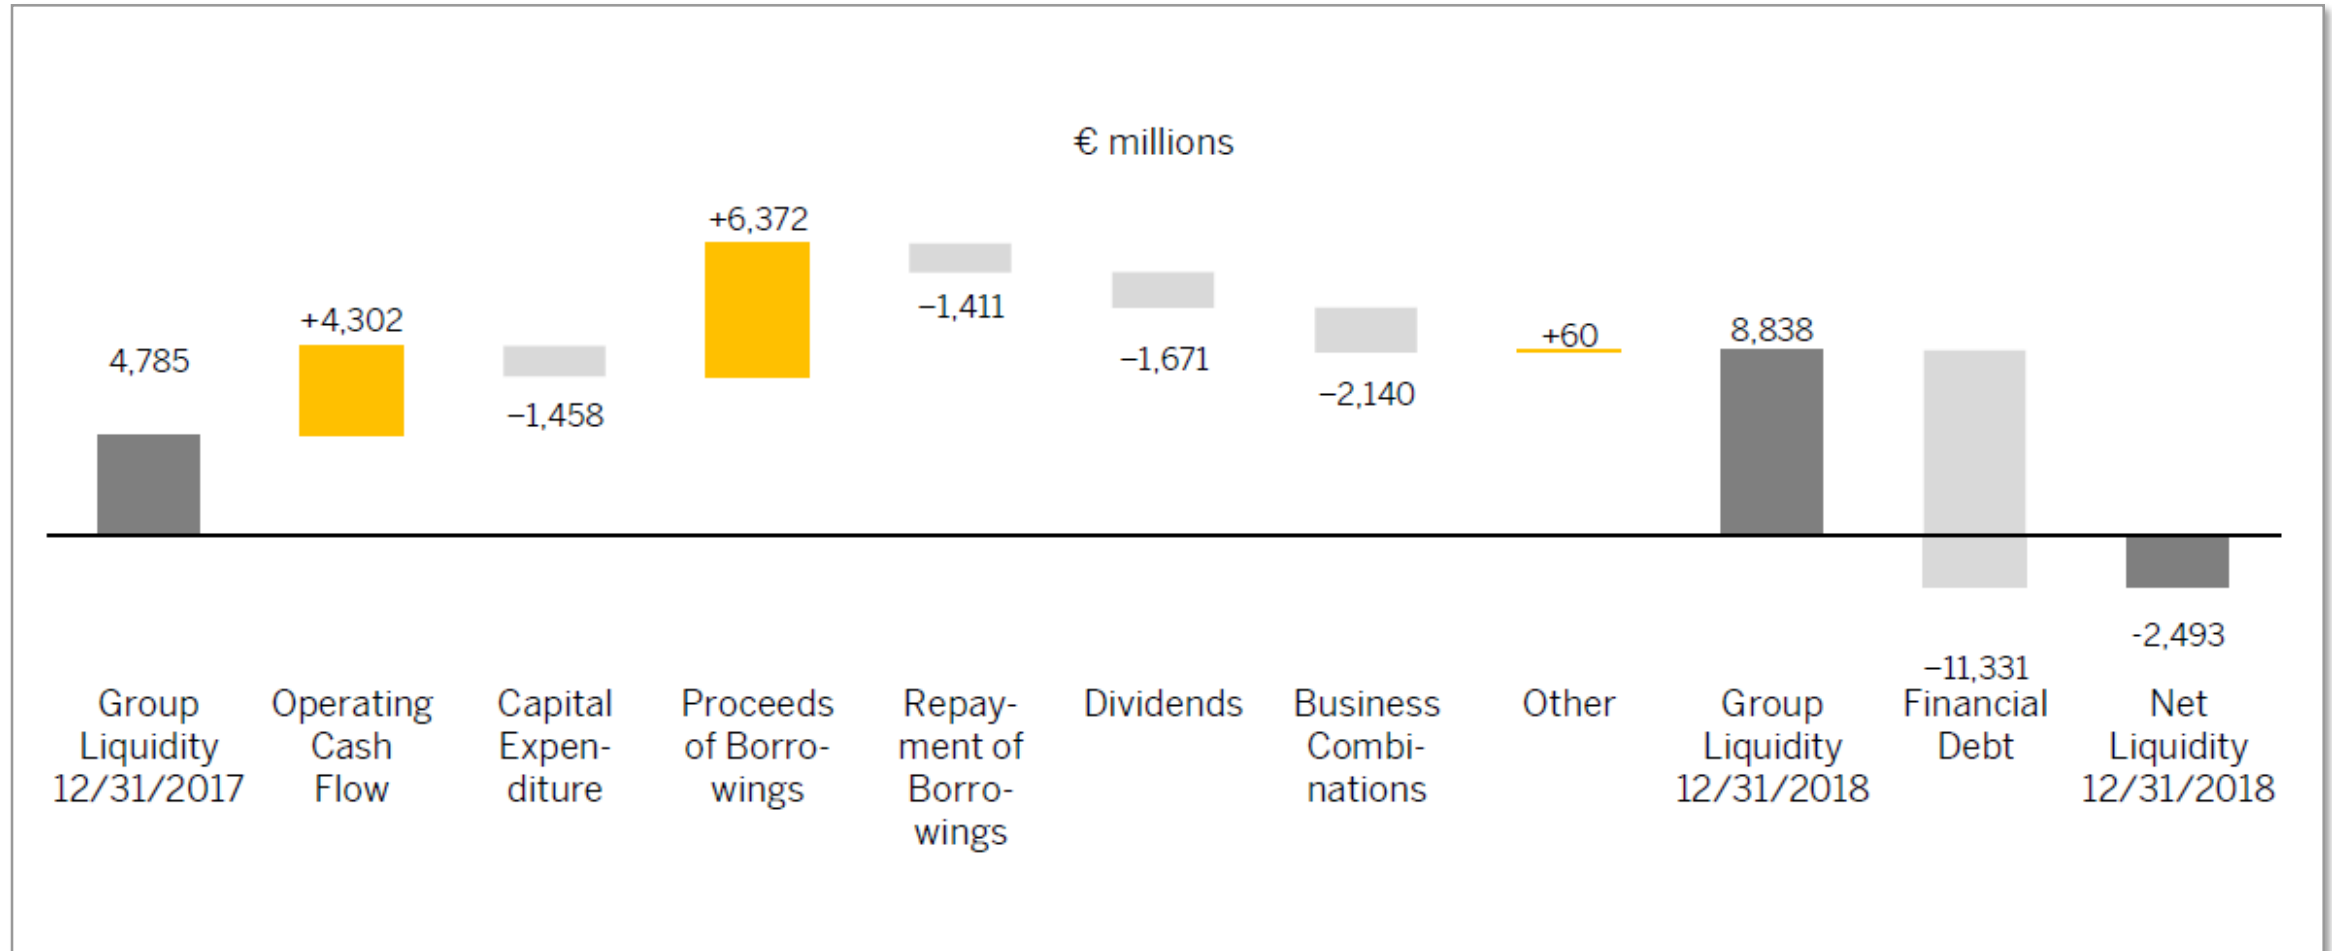 € millions
4,785
+4,302
−1,458
+6,372
−1,411
−1,671
−2,140
+60
8,838
−11,331
-2,493
Group
Liquidity
12/31/2017
Operating
Cash
Flow
Capital
Expen-
diture
Proceeds
of Borro-
wings
Repay-
ment of
Borro-
wings
Dividends
Business
Combi-
nations
Other
Group
Liquidity
12/31/2018
Financial
Debt
Net
Liquidity
12/31/2018